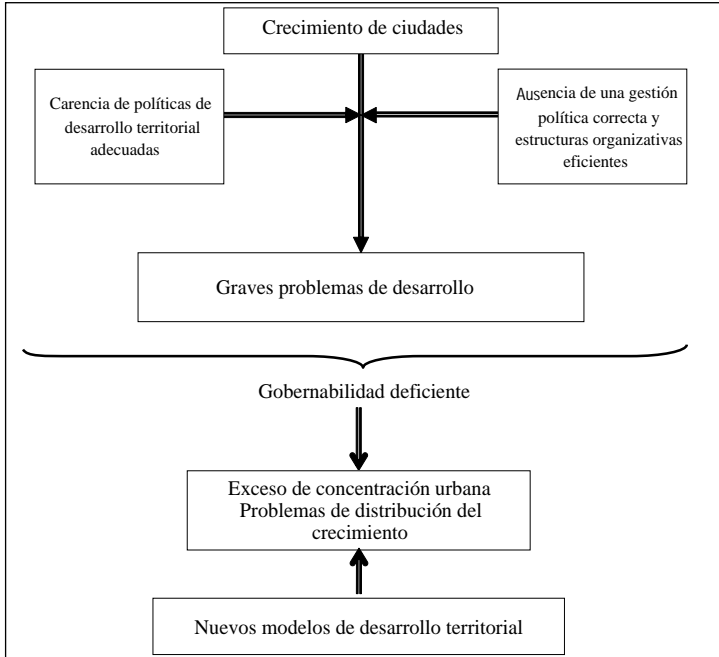 Crecimiento de ciudades
Carencia de políticas de
desarrollo territorial
adecuadas
Ausencia de una gestión
política correcta y
estructuras organizativas
eficientes
Graves problemas de desarrollo
Gobernabilidad deficiente
Exceso de concentración urbana
Problemas de distribución del
crecimiento
Nuevos modelos de desarrollo territorial